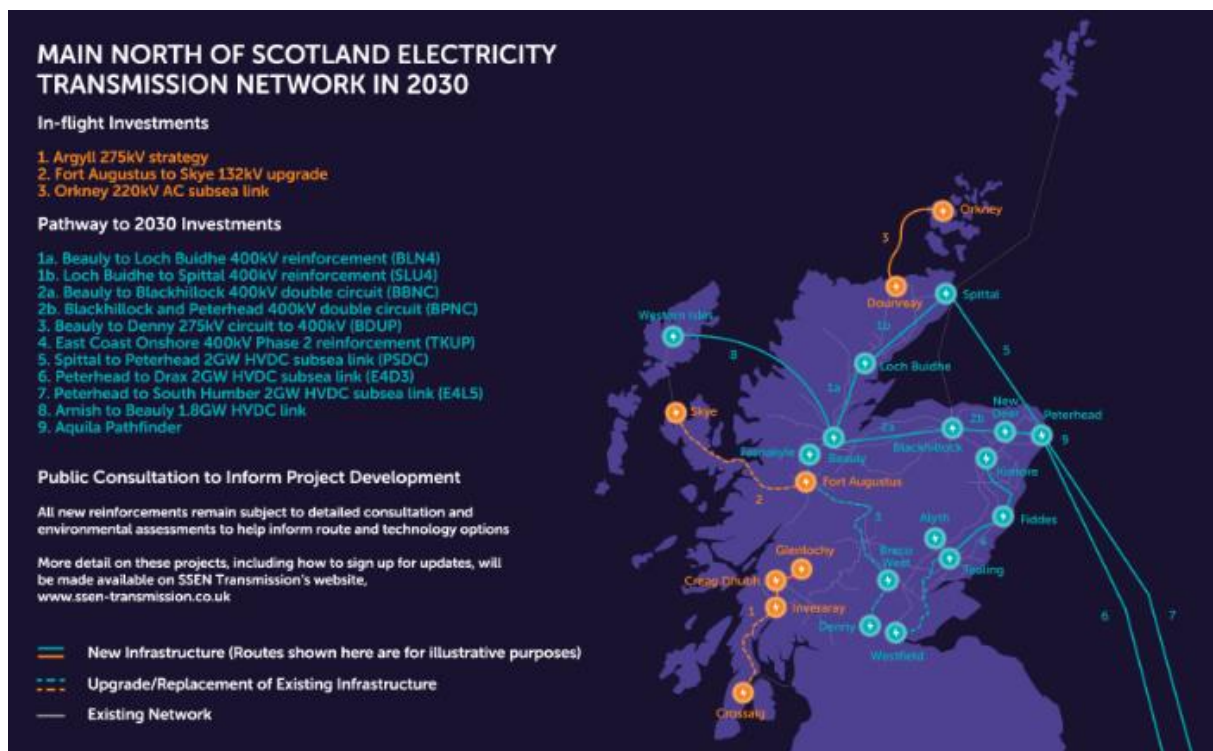 MAIN NORTH OF SCOTLAND ELECTRICITY
TRANSMISSION NETWORK IN 2030
In-flight Investments
1. Argyll 275kV strategy
2. Fort Augustus to Skye 132kV upgrade
3. Orkney 220kV AC subsea link
Pathway to 2030 Investments
1a. Beauly to Loch Buidhe 400kV reinforcement (BLN4)
1b. Loch Buidhe to Spittal 400kV reinforcement (SLU4)
2a. Beauly to Blackhillock 400kV double circuit (BBNC)
2b. Blackhillock and Peterhead 400kV double circuit (BPNC)
3. Beauly to Denny 275kV circuit to 400kV (BDUP)
4. East Coast Onshore 400kV Phase 2 reinforcement (TKUP)
5. Spittal to Peterhead 2GW HVDC subsea link (PSDC)
6. Peterhead to Drax 2GW HVDC subsea link (E4D3)
7. Peterhead to South Humber 2GW HVDC subsea link (E4L5)
8. Arnish to Beauly 1.8GW HVDC link
9. Aquila Pathfinder
Public Consultation to Inform Project Development
All new reinforcements remain subject to detailed consultation and
environmental assessments to help inform route and technology options
More detail on these projects, including how to sign up for updates, will
be made available on SSEN Transmission's website,
www.ssen-transmission.co.uk
New Infrastructure (Routes shown here are for illustrative purposes)
Upgrade/Replacement of Existing Infrastructure
Existing Network
Orkney
3
Dounreay
Spittal
Western Isles
1b
8
5
Loch Buidhe
1a
Skye
New
Deer
Peterhead
2a
2b
9
Blackhillock
Fanellan
Beauly
Kintore
Fort Augustus
2
3
Fiddes
Alyth
4
Glenlochy
Braco
West
Tealing
Creag Dhubh
Inveraray
1
Denny
Westfield
6
7
Crossaig